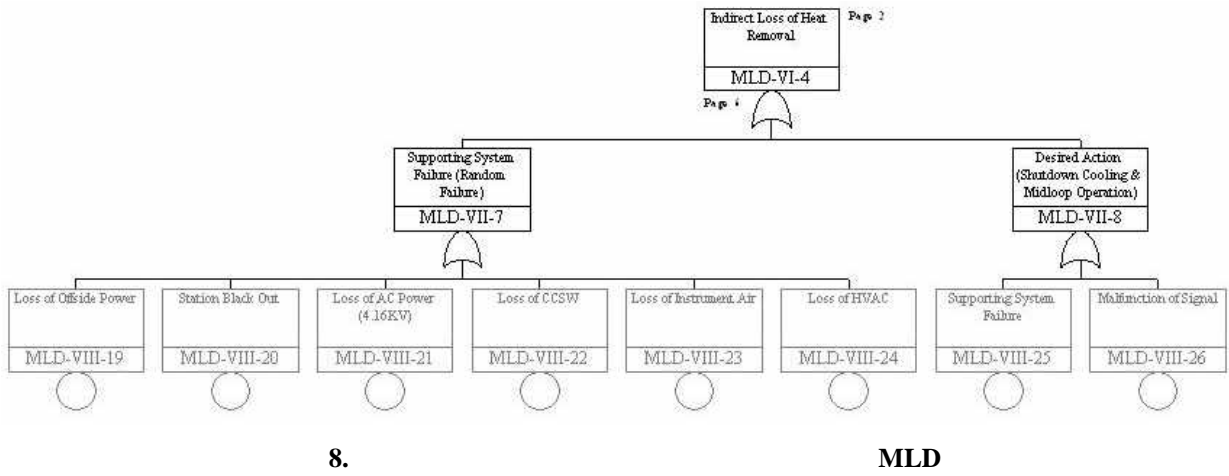 Indirect Loss of Heat
Removal
Page 2
MLD-VI-4
Supporting System
Failure (Random
Failure)
MLD-VII-7
Desired Action
(Shutdown Cooling &
Midloop Operation)
MLD-VII-8
Loss of Offside Power
MLD-VIII-19
Station Black Out
MLD-VIII-20
Loss of AC Power
(4.16KV)
MLD-VIII-21
Loss of CCSW
MLD-VIII-22
Loss of Instrument Air
MLD-VIII-23
Loss of HVAC
MLD-VIII-24
Supporting System
Failure
MLD-VIII-25
Malfunction of Signal
MLD-VIII-26
8. MLD